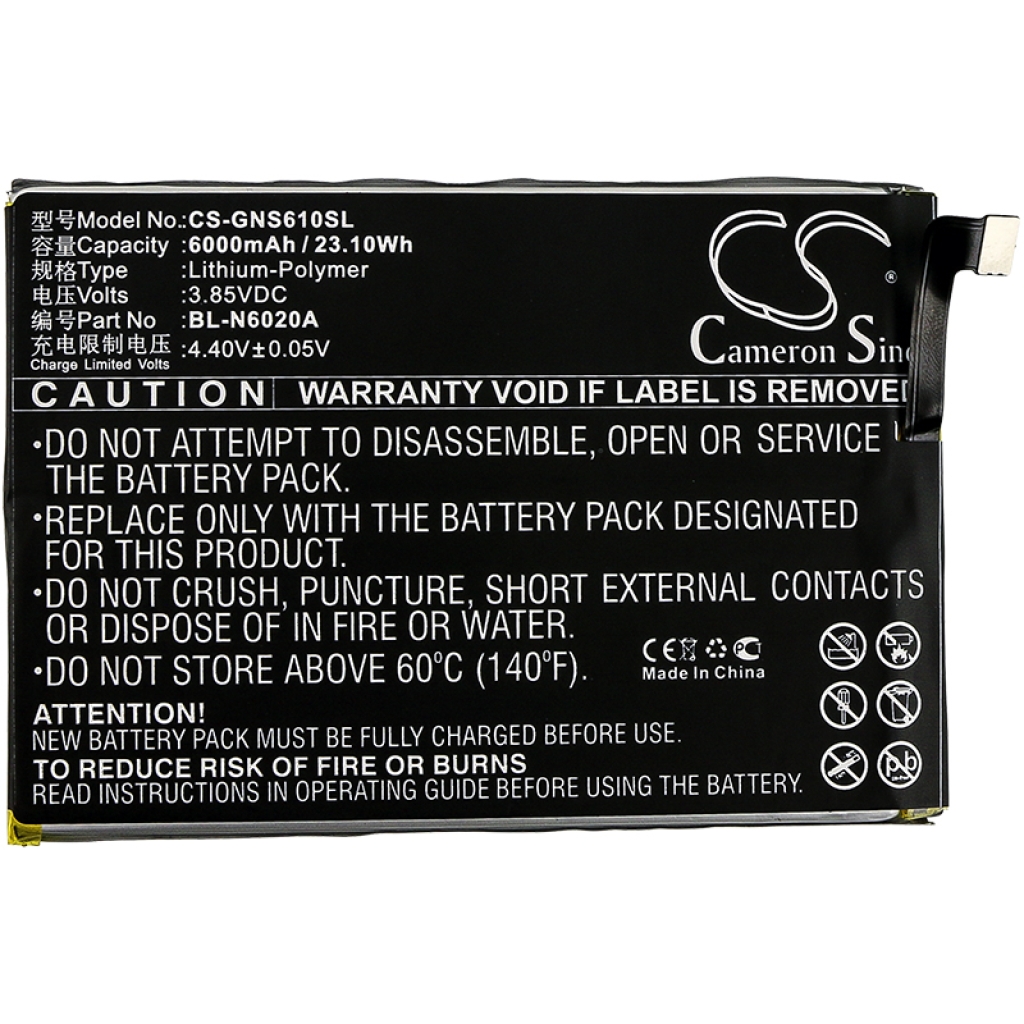 型号Model No.:CS-GNS610SL
容量Capacity :6000mAh / 23.10Wh
规格Type :Lithium-Polymer
电压Volts :3.85VDC
编号Part No :BL-N6020A
充电限制电压 :4.40V±0.05V
Charge Limited Volts
CS ®
Cameron
CAUTION WARRANTY VOID IF LABEL IS
•DO NOT ATTEMPT TO DISASSEMBLE, OPEN OR SERVICE
THE BATTERY PACK.
•REPLACE ONLY WITH THE BATTERY PACK DESIGNATED
FOR THIS PRODUCT.
•DO NOT CRUSH, PUNCTURE, SHORT EXTERNAL CONTACTS
OR DISPOSE OF IN FIRE OR WATER.
•DO NOT STORE ABOVE 60°C (140°F).
CE
Made In China
ATTENTION!
NEW BATTERY PACK MUST BE FULLY CHARGED BEFORE USE.
TO REDUCE RISK OF FIRE OR BURNS
READ INSTRUCTIONS IN OPERATING GUIDE BEFORE USING THE BATTERY.
Pb